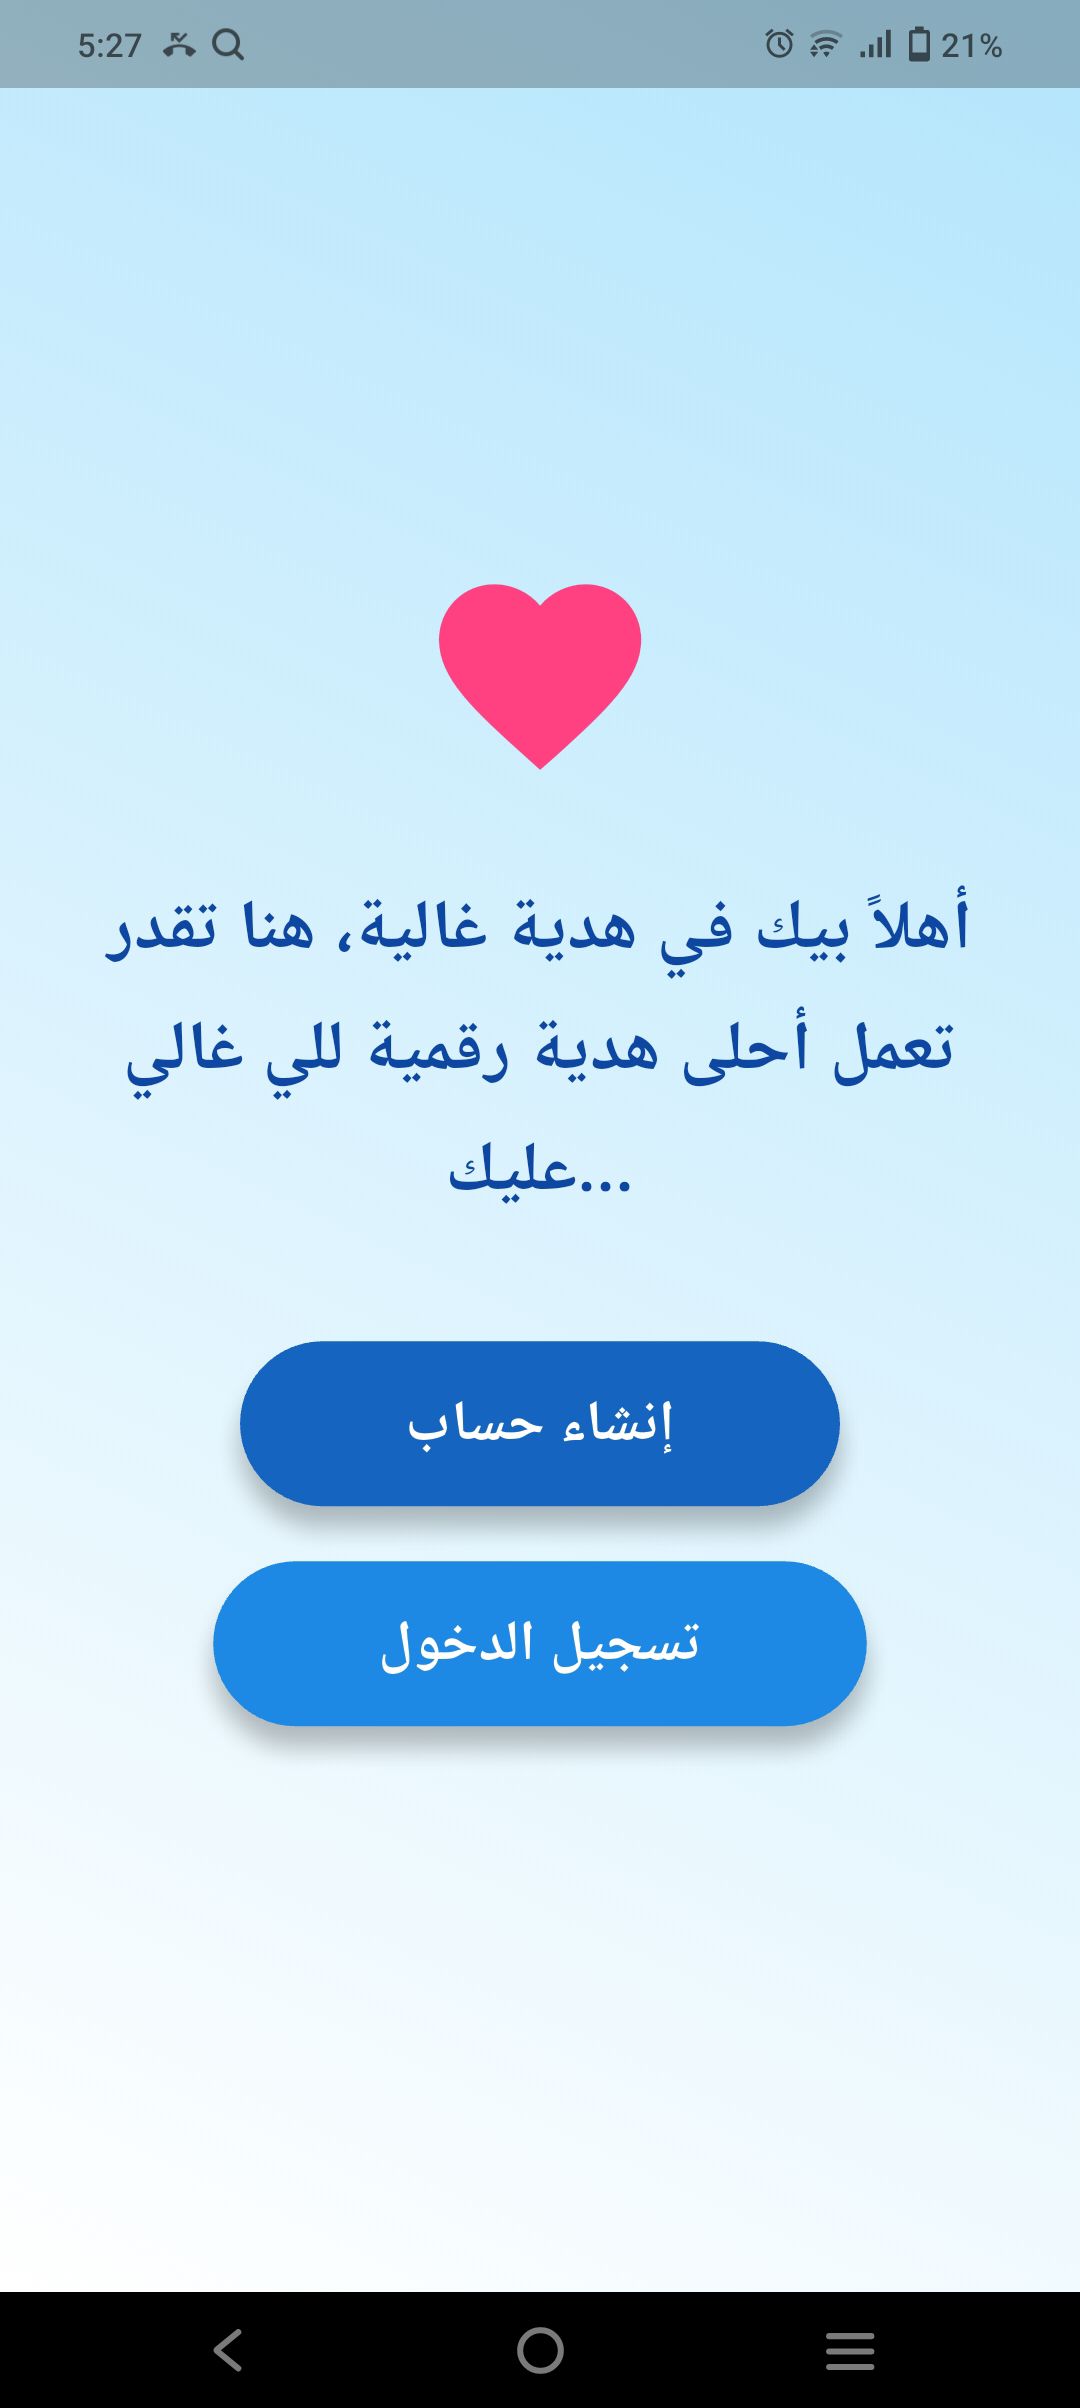 5:27
21%
أهلاً بيك في هدية غالية، هنا تقدر
تعمل أحلى هدية رقمية للي غالي
عليك...
إنشاء حساب
تسجيل الدخول